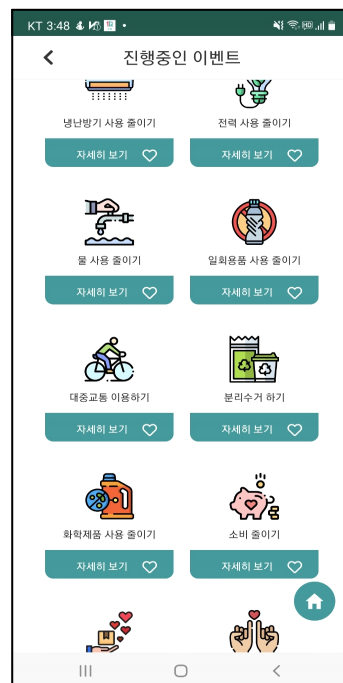 KT 3:48
진행중인 이벤트
냉난방기 사용 줄이기
전력 사용 줄이기
자세히 보기
자세히 보기
물 사용 줄이기
일회용품 사용 줄이기
자세히 보기
자세히 보기
대중교통 이용하기
분리수거 하기
자세히 보기
자세히 보기
화학제품 사용 줄이기
소비 줄이기
자세히 보기
자세히 보기